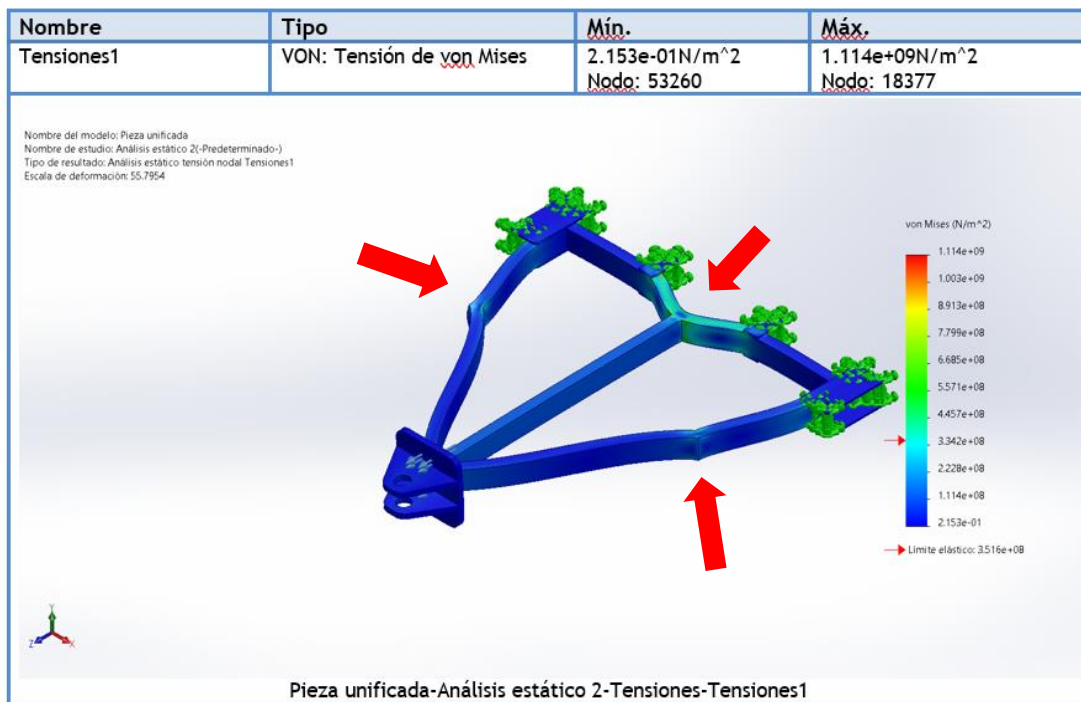 Nombre Tipo Mín. Máx.
Tensiones1 VON: Tensión de von Mises 2.153e-01N/m^2 1.114e+09N/m^2
Nodo: 53260 Nodo: 18377
Nombre del modelo: Pieza unificada
Nombre de estudio: Análisis estático 2(-Predeterminado-)
Tipo de resultado: Análisis estático tensión nodal Tensiones1
Escala de deformación: 55.7954
von Mises (N/m^2)
1.114e+09
1.003e+09
8.913e+08
7.799e+08
6.685e+08
5.571e+08
4.457e+08
3.342e+08
2.228e+08
1.114e+08
2.153e-01
Límite elástico: 3.516e+08
Y
Z
X
Pieza unificada-Análisis estático 2-Tensiones-Tensiones1